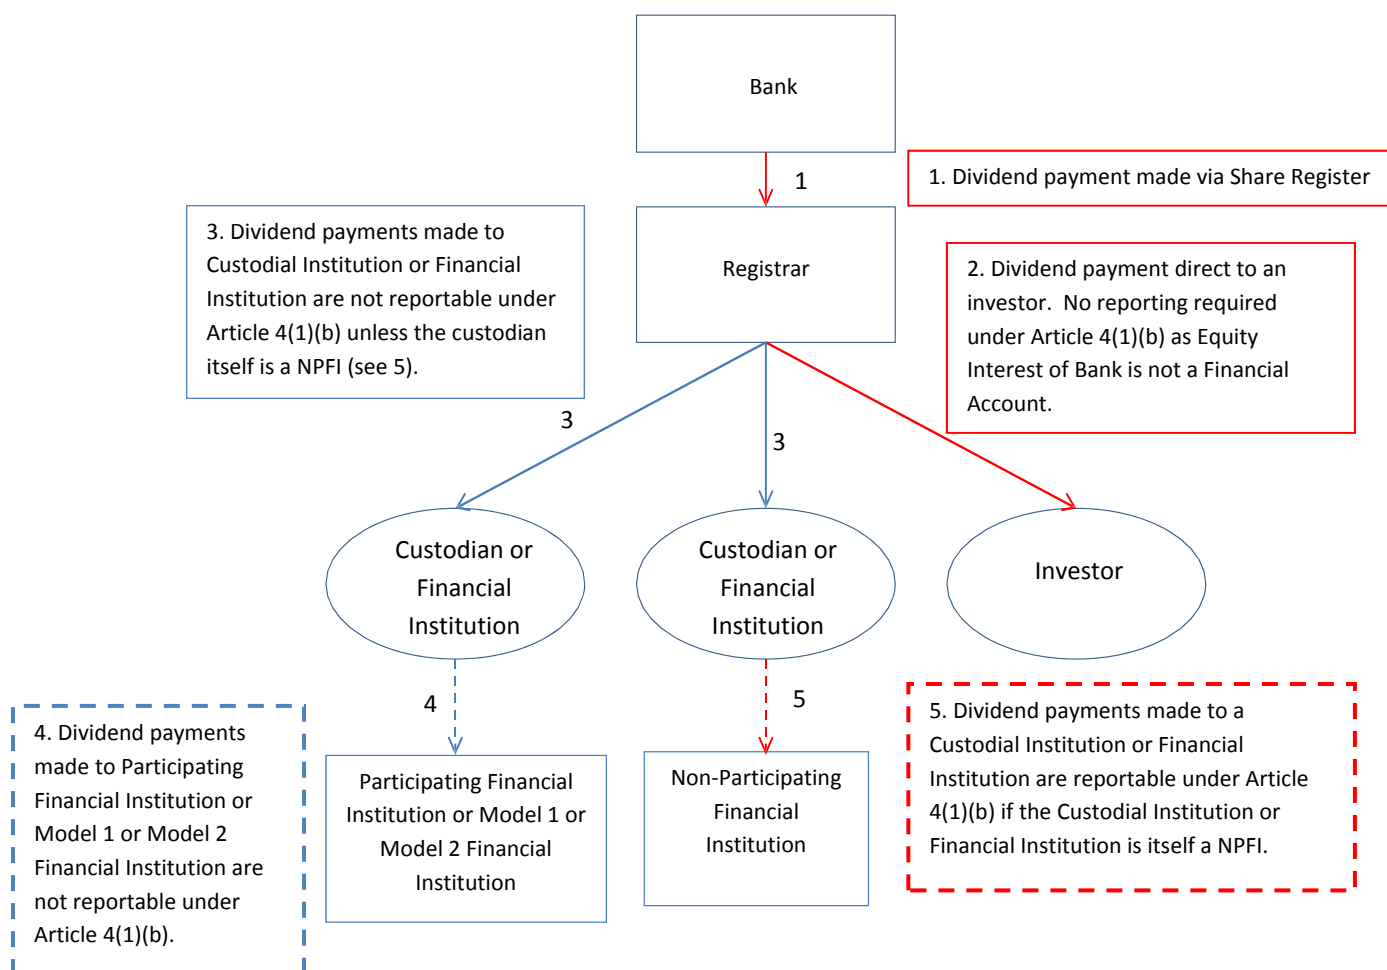 Bank
1
1. Dividend payment made via Share Register
3. Dividend payments made to
Custodial Institution or Financial
Institution are not reportable under
Article 4(1)(b) unless the custodian
itself is a NPFI (see 5).
Registrar
2. Dividend payment direct to an
investor. No reporting required
under Article 4(1)(b) as Equity
Interest of Bank is not a Financial
Account.
3
3
Custodian or
Financial
Institution
Custodian or
Financial
Institution
Investor
4
5
4. Dividend payments
made to Participating
Financial Institution or
Model 1 or Model 2
Financial Institution are
not reportable under
Article 4(1)(b).
Participating Financial
Institution or Model 1 or
Model 2 Financial
Institution
Non-Participating
Financial
Institution
5. Dividend payments made to a
Custodial Institution or Financial
Institution are reportable under Article
4(1)(b) if the Custodial Institution or
Financial Institution is itself a NPFI.